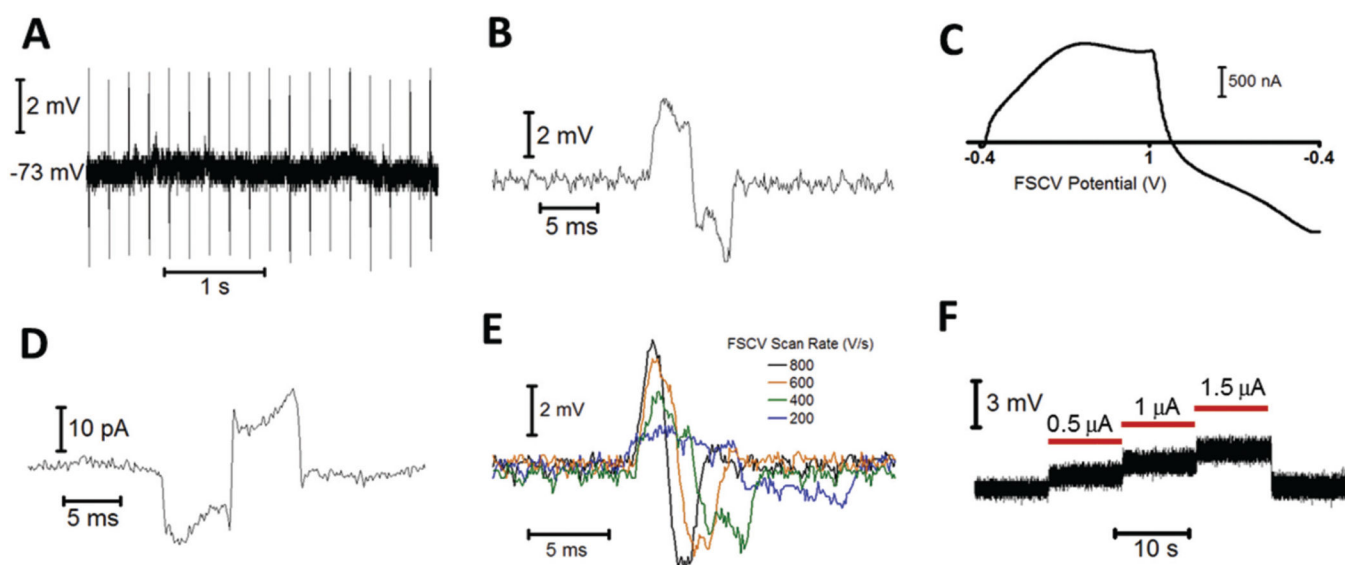 A
2 mV
-73 mV
1 s
B
2 mV
5 ms
C
500 nA
-0.4
1
-0.4
FSCV Potential (V)
D
10 pA
5 ms
E
FSCV Scan Rate (V/s)
800
600
400
200
2 mV
5 ms
F
3 mV
0.5 µA
1 µA
1.5 µA
10 s